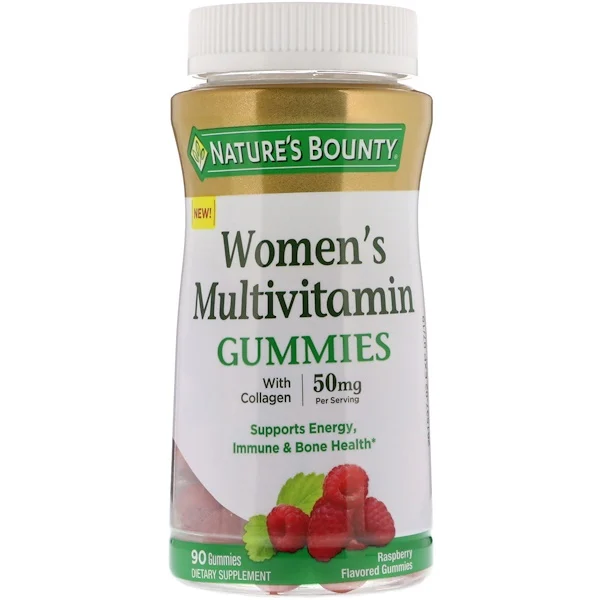 NATURE'S BOUNTY®
NEW!
Women's
Multivitamin
GUMMIES
With
Collagen
50mg
Per Serving
Supports Energy,
Immune & Bone Health*
90 Gummies
DIETARY SUPPLEMENT
Raspberry
Flavored Gummies